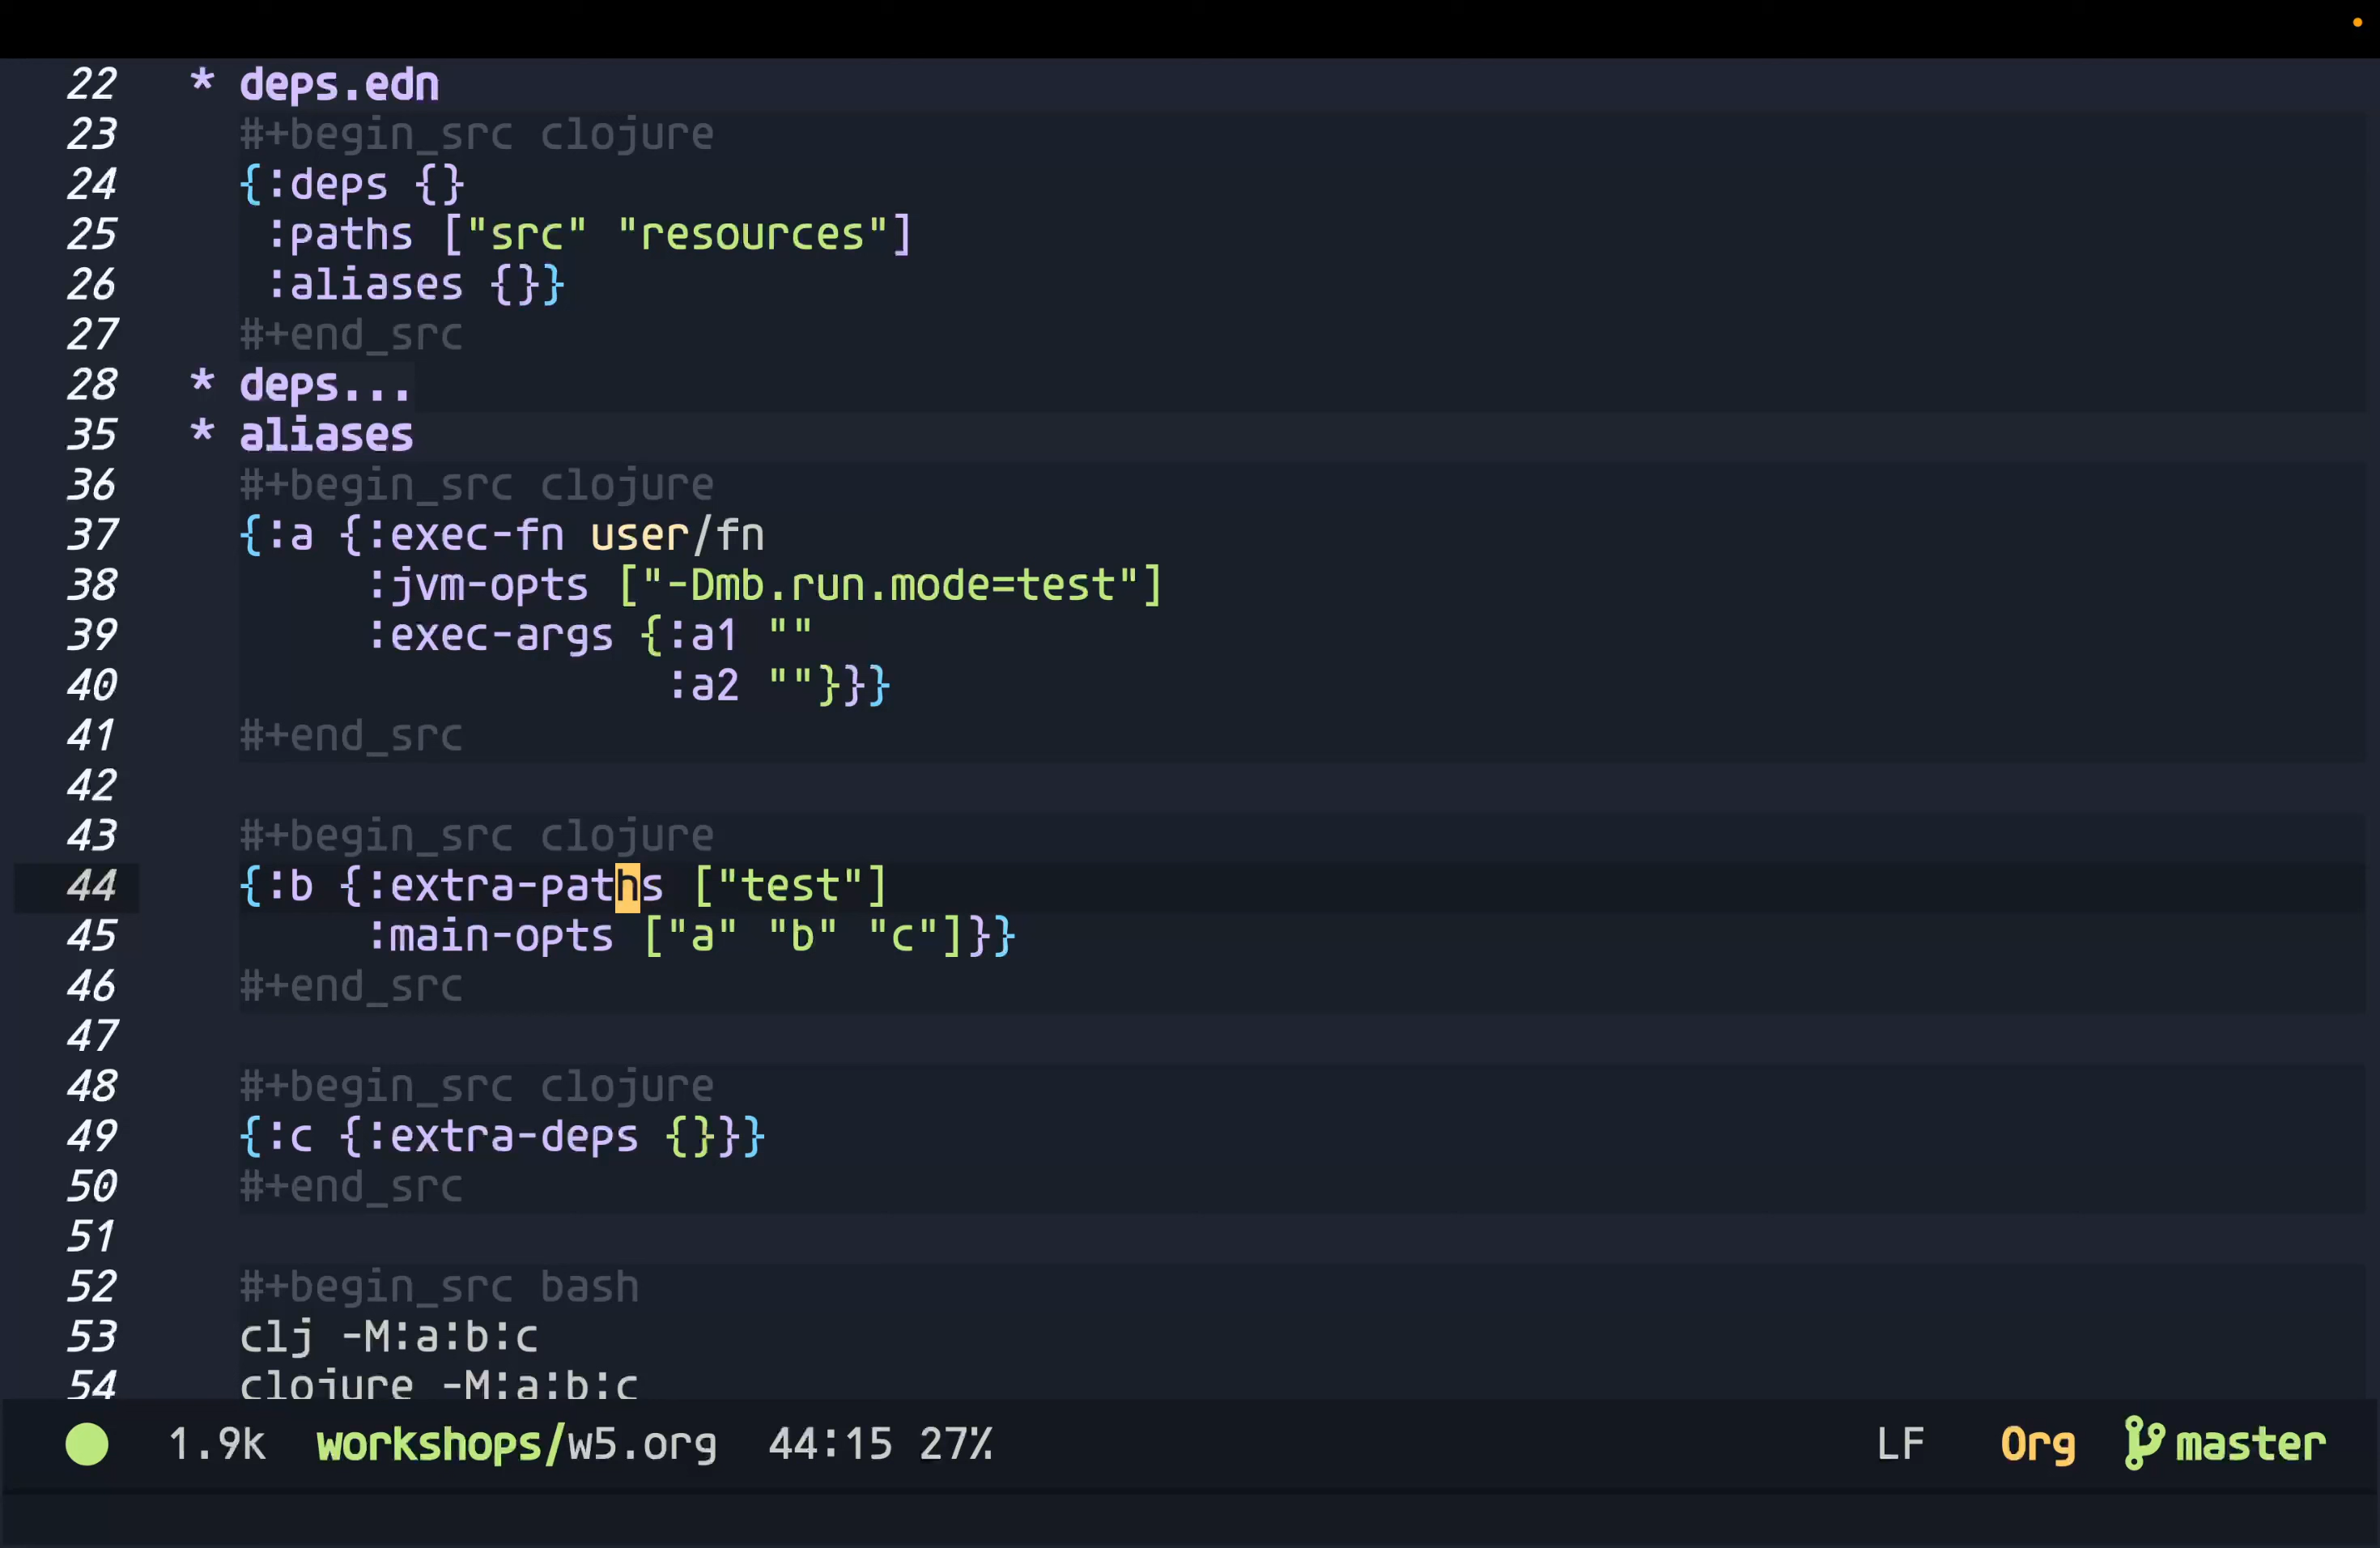 22 * deps.edn
23 #+begin_src clojure
24 {:deps {}
25 :paths ["src" "resources"]
26 :aliases {}}
27 #+end_src
28 * deps...
35 * aliases
36 #+begin_src clojure
37 {:a {:exec-fn user/fn
38 :jvm-opts ["-Dmb.run.mode=test"]
39 :exec-args {:a1 ""
40 :a2 ""}}}
41 #+end_src
42
43 #+begin_src clojure
44 {:b {:extra-paths ["test"]
45 :main-opts ["a" "b" "c"]}}
46 #+end_src
47
48 #+begin_src clojure
49 {:c {:extra-deps {}}}
50 #+end_src
51
52 #+begin_src bash
53 clj -M:a:b:c
54 clojure -M:a:b:c
1.9k workshops/w5.org 44:15 27% LF Org master